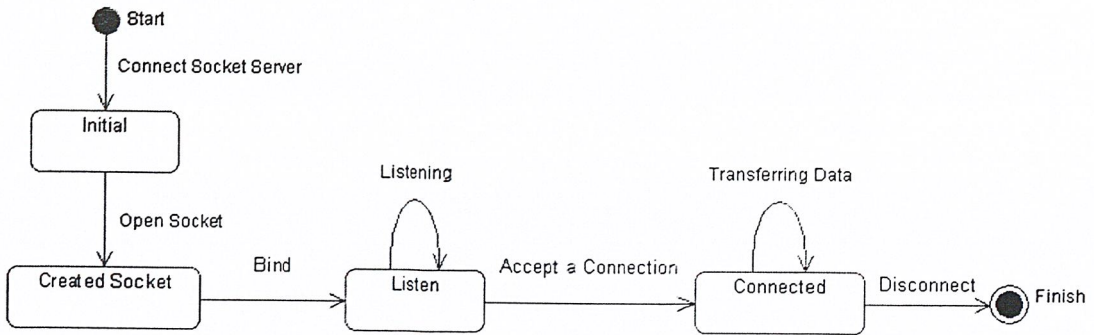 Start
Connect Socket Server
Initial
Open Socket
Created Socket
Bind
Listening
Listen
Accept a Connection
Transferring Data
Connected
Disconnect
Finish